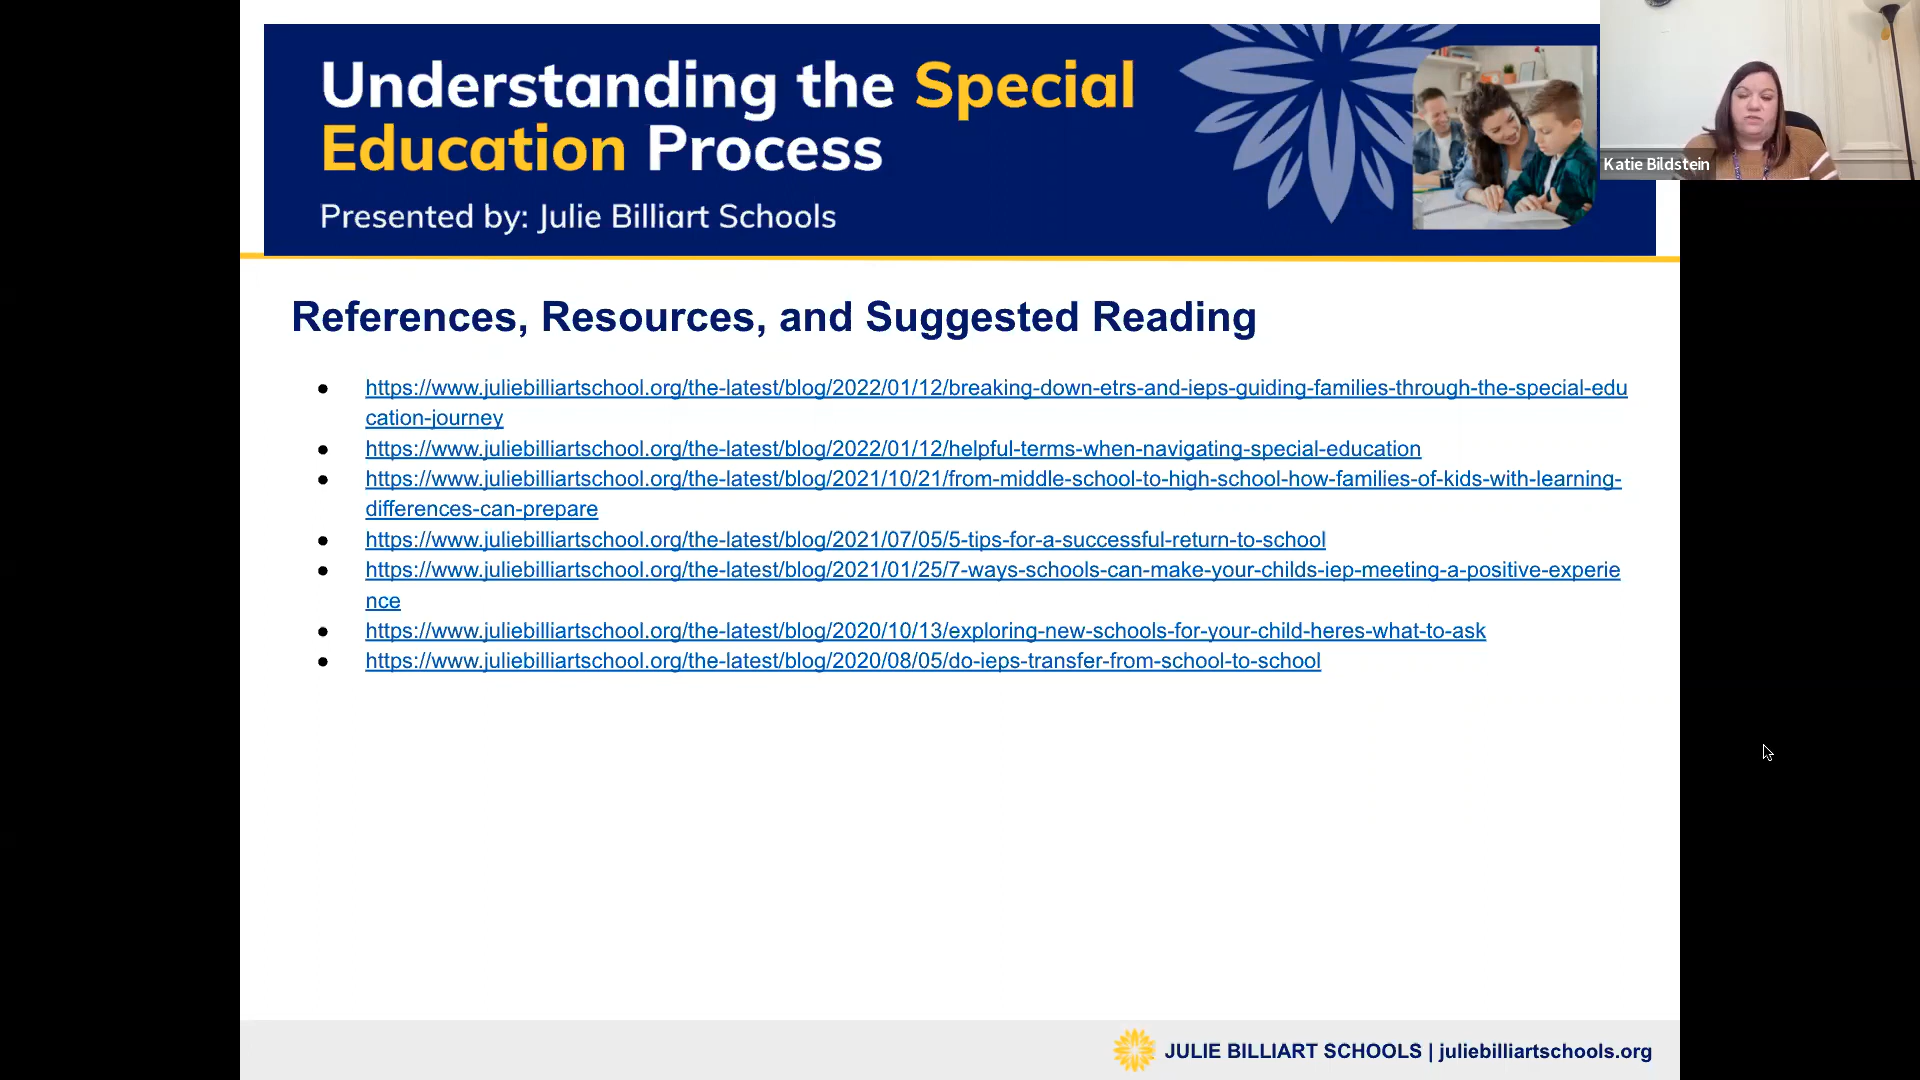 Understanding the Special
Education Process
Presented by: Julie Billiart Schools
Katie Bildstein
References, Resources, and Suggested Reading
● https://www.juliebilliartschool.org/the-latest/blog/2022/01/12/breaking-down-etrs-and-ieps-guiding-families-through-the-special-edu
cation-journey
● https://www.juliebilliartschool.org/the-latest/blog/2022/01/12/helpful-terms-when-navigating-special-education
● https://www.juliebilliartschool.org/the-latest/blog/2021/10/21/from-middle-school-to-high-school-how-families-of-kids-with-learning-
differences-can-prepare
● https://www.juliebilliartschool.org/the-latest/blog/2021/07/05/5-tips-for-a-successful-return-to-school
● https://www.juliebilliartschool.org/the-latest/blog/2021/01/25/7-ways-schools-can-make-your-childs-iep-meeting-a-positive-experie
nce
● https://www.juliebilliartschool.org/the-latest/blog/2020/10/13/exploring-new-schools-for-your-child-heres-what-to-ask
● https://www.juliebilliartschool.org/the-latest/blog/2020/08/05/do-ieps-transfer-from-school-to-school
JULIE BILLIART SCHOOLS | juliebilliartschools.org